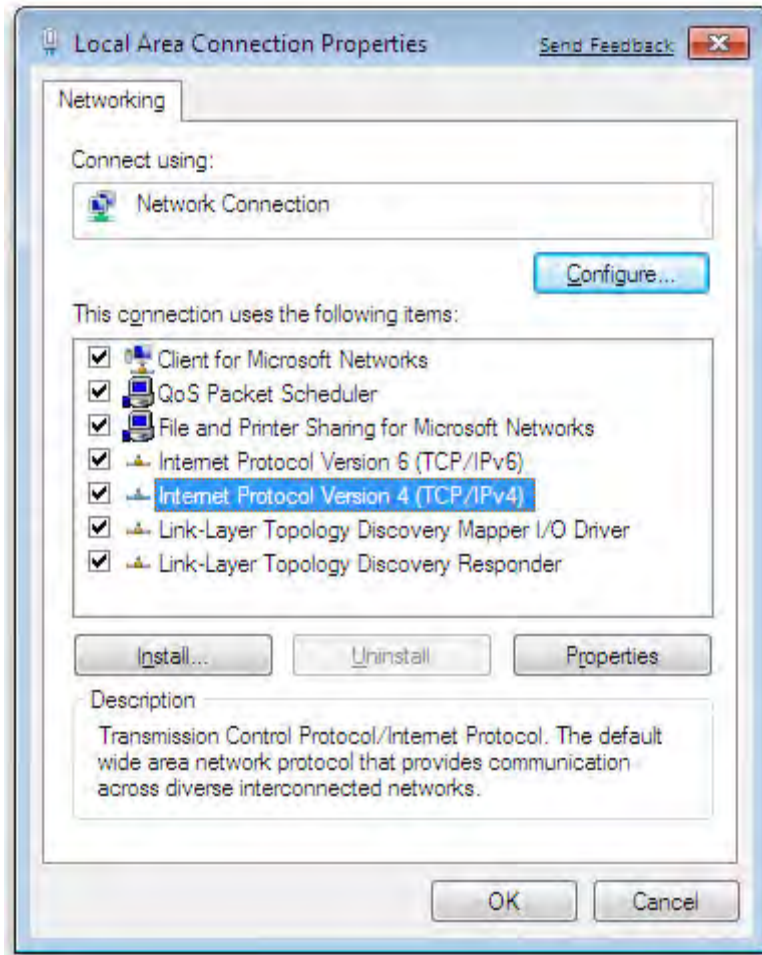 Local Area Connection Properties
Send Feedback
Networking
Connect using:
Network Connection
Configure...
This connection uses the following items:
Client for Microsoft Networks
QoS Packet Scheduler
File and Printer Sharing for Microsoft Networks
Internet Protocol Version 6 (TCP/IPv6)
Internet Protocol Version 4 (TCP/IPv4)
Link-Layer Topology Discovery Mapper I/O Driver
Link-Layer Topology Discovery Responder
Install...
Uninstall
Properties
Description
Transmission Control Protocol/Internet Protocol. The default
wide area network protocol that provides communication
across diverse interconnected networks.
OK
Cancel